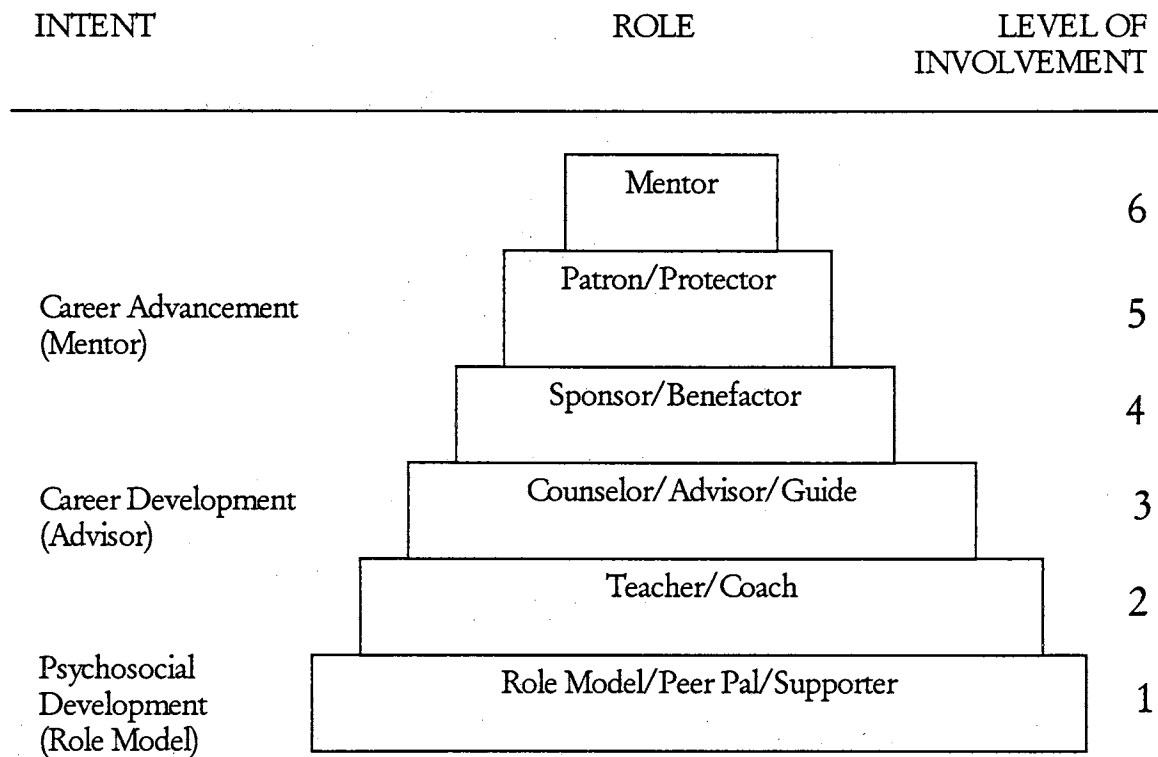 INTENT ROLE LEVEL OF
INVOLVEMENT
Mentor 6
Patron/Protector
Career Advancement 5
(Mentor)
Sponsor/Benefactor 4
Counselor/Advisor/Guide
Career Development 3
(Advisor)
Teacher/Coach 2
Psychosocial Role Model/Peer Pal/Supporter
Development 1
(Role Model)